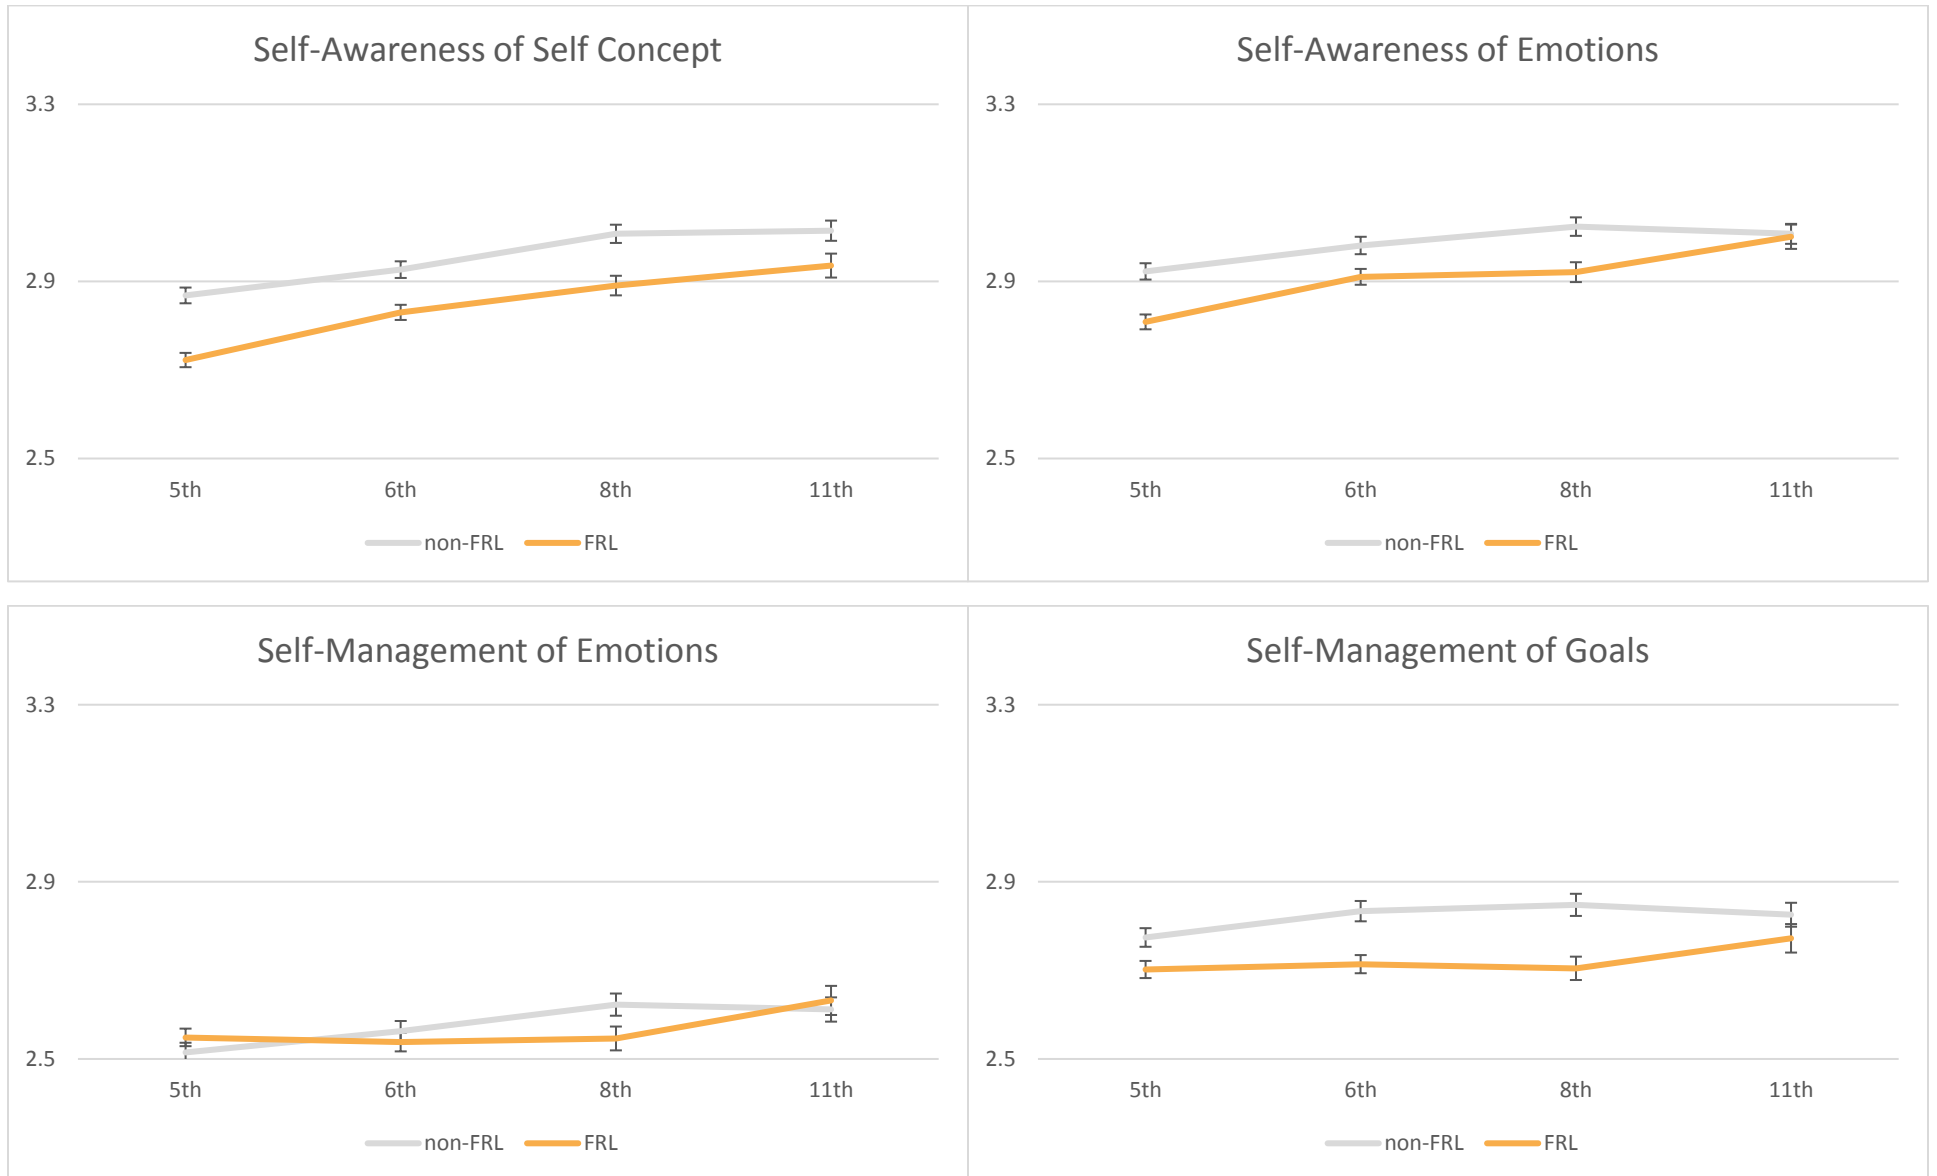 Self-Awareness of Self Concept
3.3
2.9
2.5
5th 6th 8th 11th
non-FRL FRL
Self-Awareness of Emotions
3.3
2.9
2.5
5th 6th 8th 11th
non-FRL FRL
Self-Management of Emotions
3.3
2.9
2.5
5th 6th 8th 11th
non-FRL FRL
Self-Management of Goals
3.3
2.9
2.5
5th 6th 8th 11th
non-FRL FRL